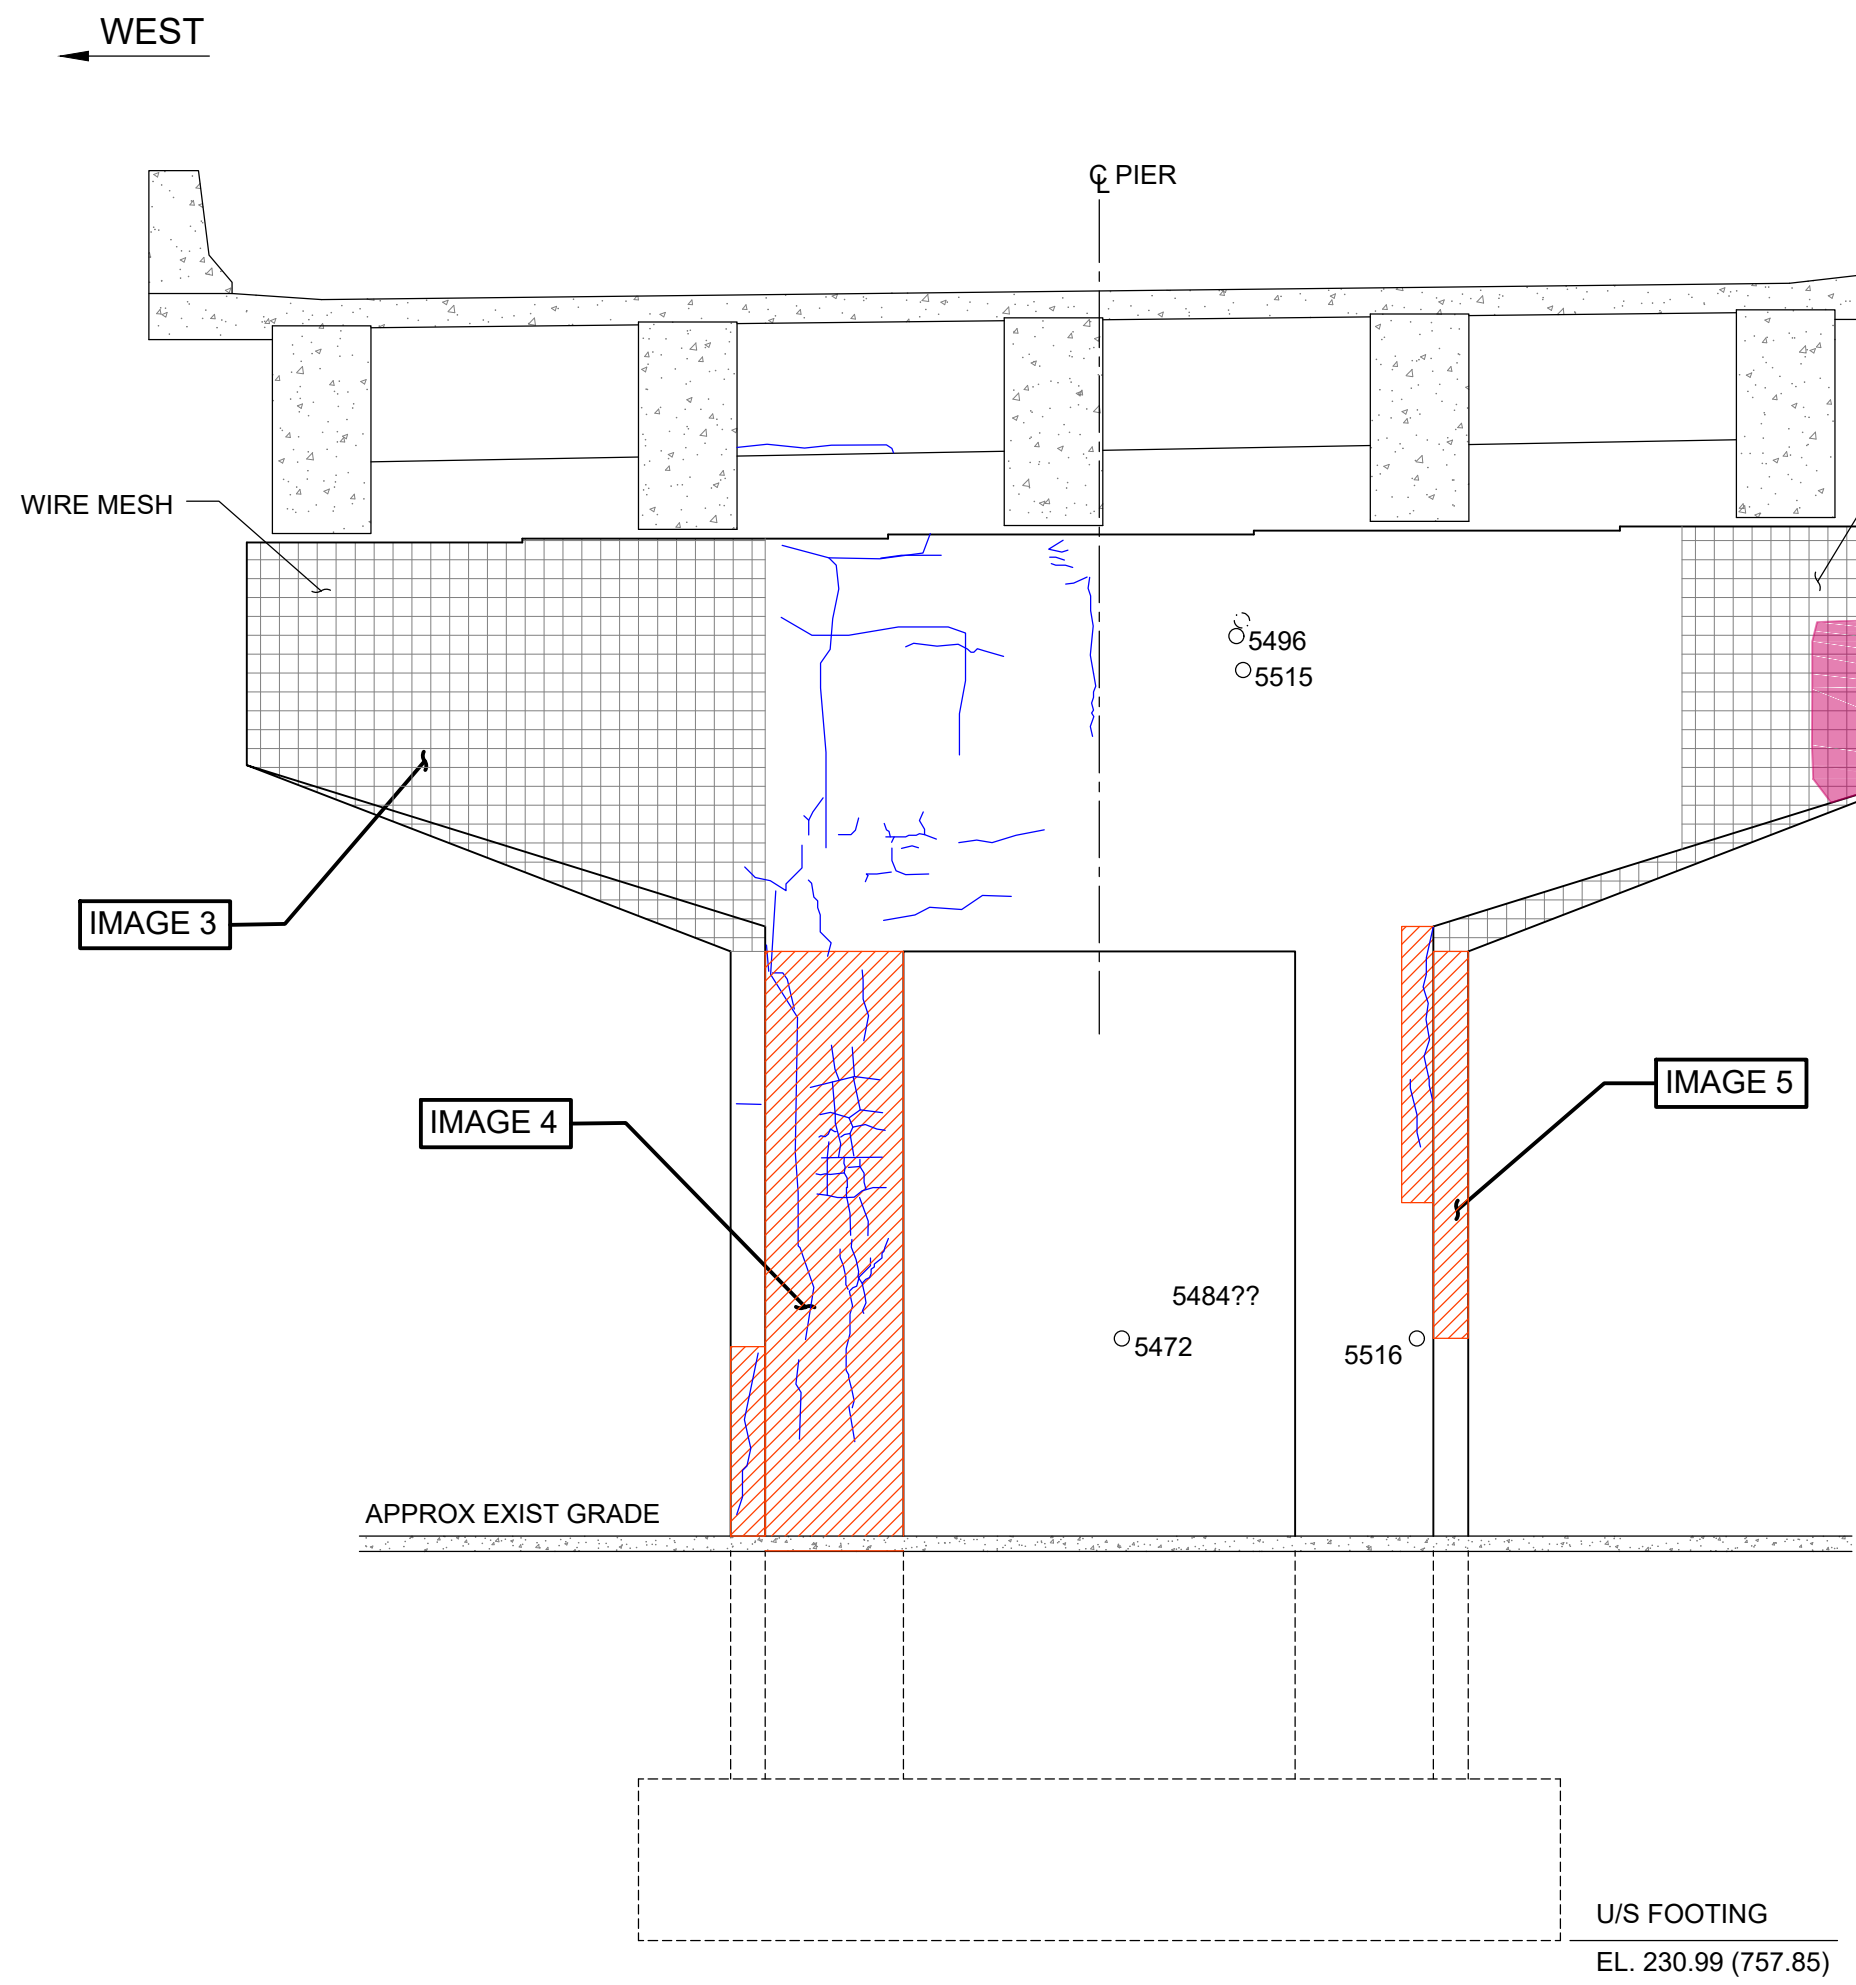 WEST
℄ PIER
WIRE MESH
5496
5515
IMAGE 3
IMAGE 5
IMAGE 4
5484??
5472
5516
APPROX EXIST GRADE
U/S FOOTING
EL. 230.99 (757.85)